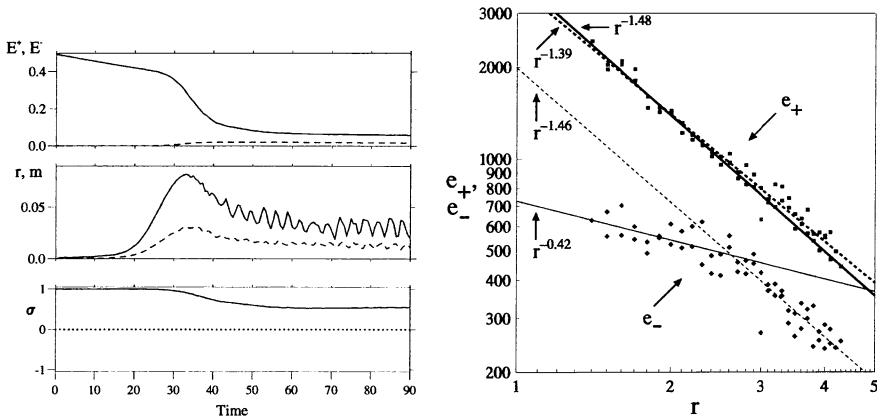 E⁺, E⁻
0.4
0.2
0.0
r, m
0.05
0.0
σ
1
0
-1
0 10 20 30 40 50 60 70 80 90
Time
3000
2000
1000
900
800
700
600
500
400
300
200
e₊,
e₋
r⁻¹·⁴⁸
r⁻¹·³⁹
r⁻¹·⁴⁶
r⁻⁰·⁴²
e₊
e₋
1 2 3 4 5
r